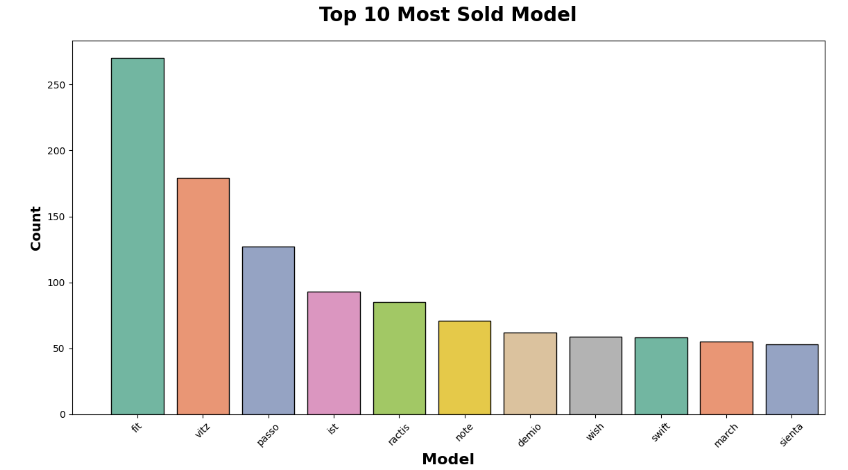 Top 10 Most Sold Model
Count
250
200
150
100
50
0
fit vitz passo ist ractis note demio wish swift march sienta
Model